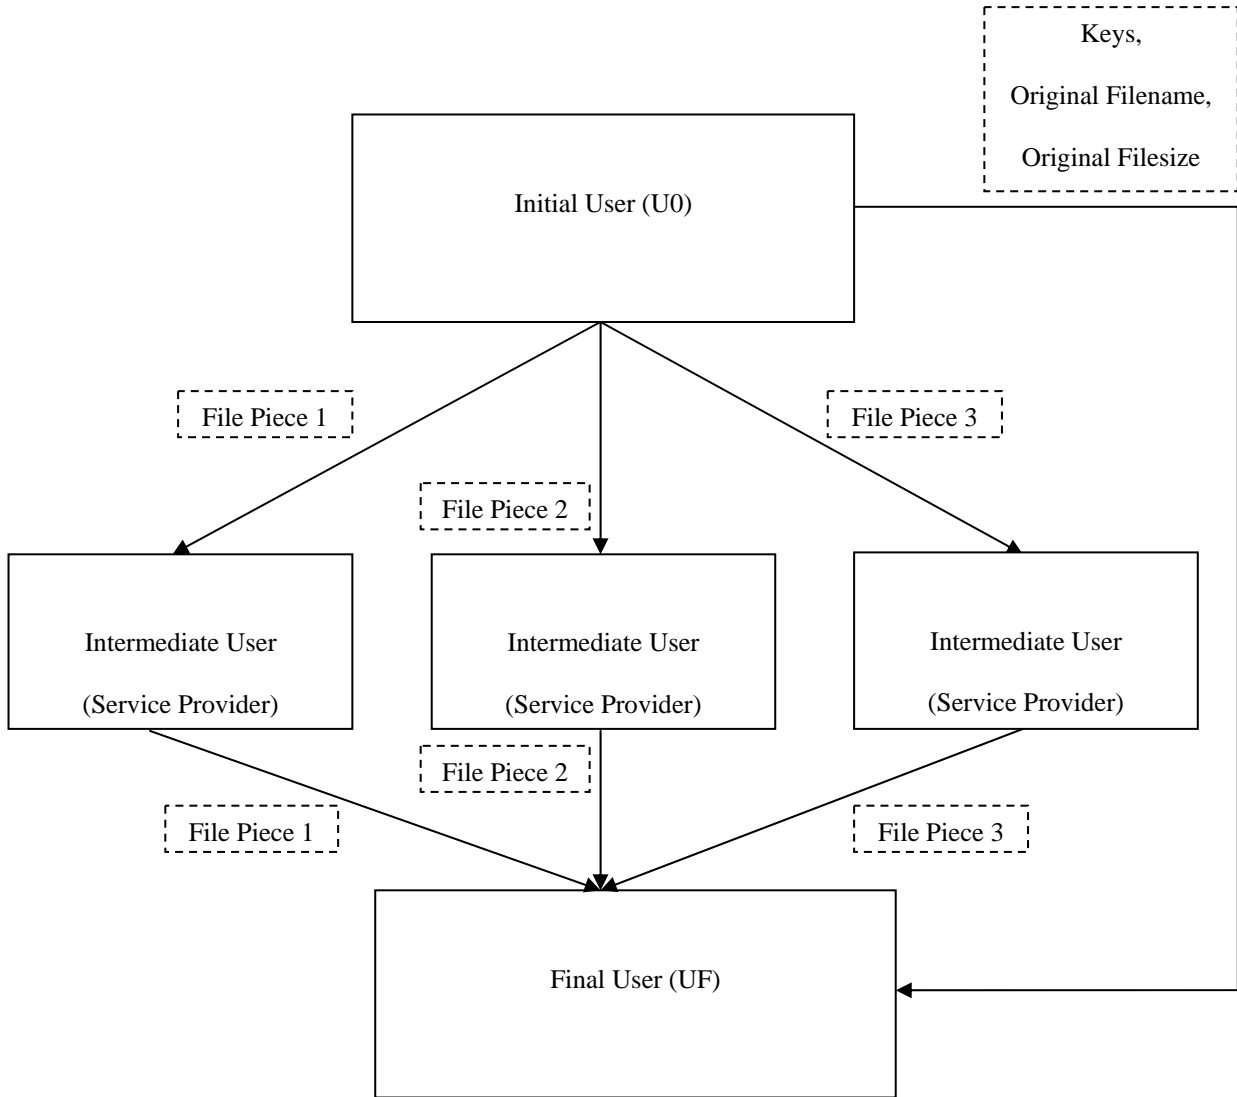 Keys,
Original Filename,
Original Filesize
Initial User (U0)
File Piece 1
File Piece 3
File Piece 2
Intermediate User
(Service Provider)
Intermediate User
(Service Provider)
Intermediate User
(Service Provider)
File Piece 2
File Piece 1
File Piece 3
Final User (UF)